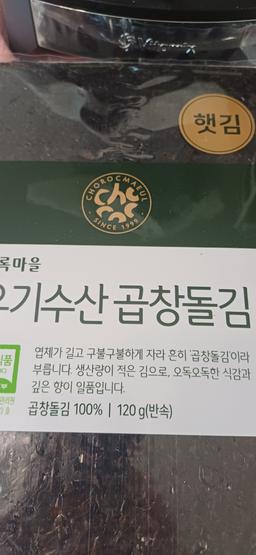 햇김
CHOROCMAEUL
SINCE 1999
록마을
기수산 곱창돌김
엽체가 길고 구불구불하게 자라 흔히 '곱창돌김'이라
부릅니다. 생산량이 적은 김으로, 오독오독한 식감과
깊은 향이 일품입니다.
곱창돌김 100% | 120g(반속)